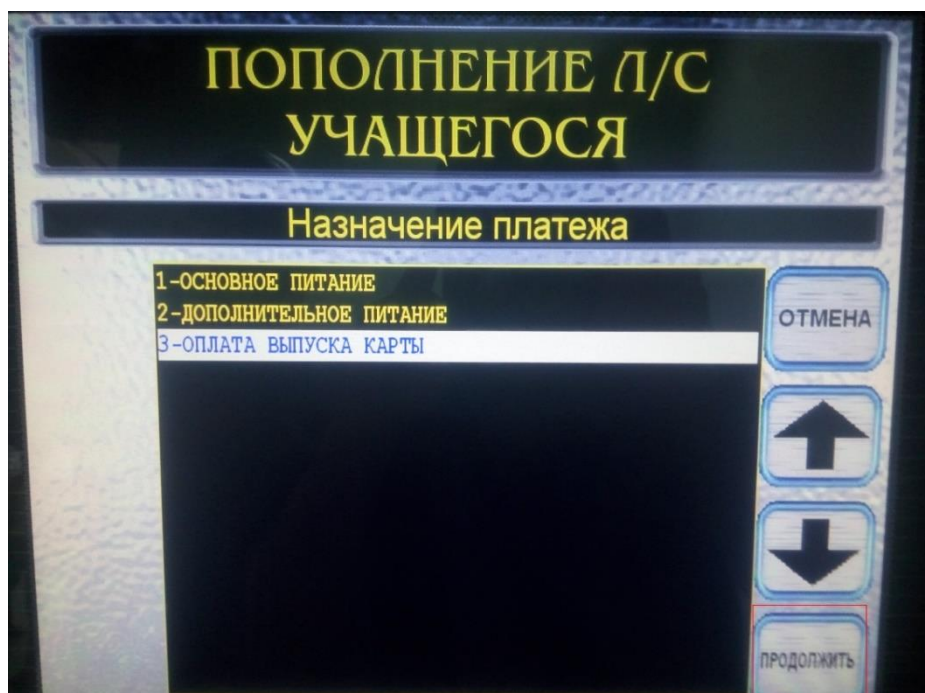 ПОПОЛНЕНИЕ Л/С
УЧАЩЕГОСЯ
Назначение платежа
1-ОСНОВНОЕ ПИТАНИЕ
2-ДОПОЛНИТЕЛЬНОЕ ПИТАНИЕ
3-ОПЛАТА ВЫПУСКА КАРТЫ
ОТМЕНА
ПРОДОЛЖИТЬ